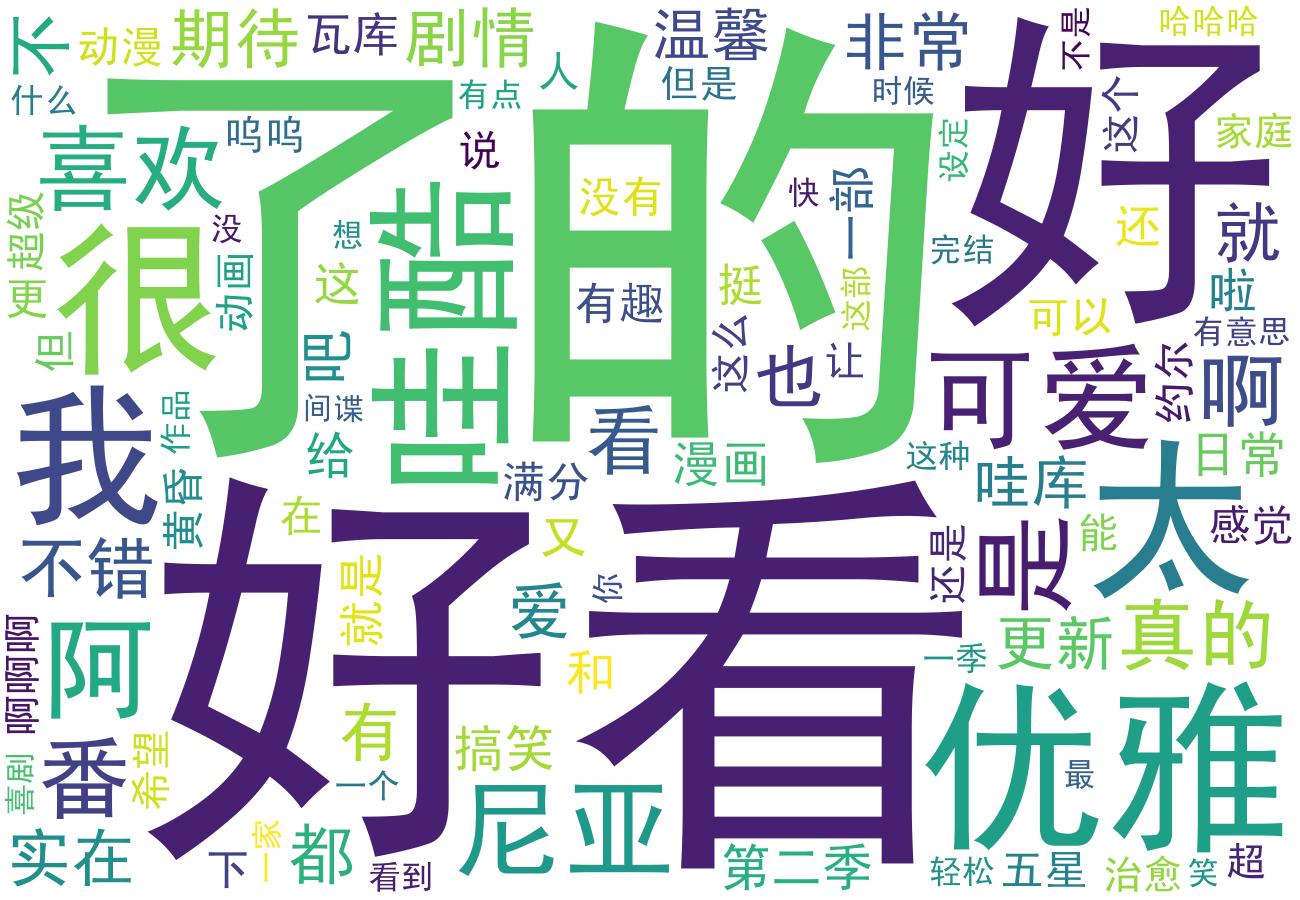 不
动漫
期待
瓦库
剧情
人
温馨
非常
不是
哈哈哈
什么
有点
但是
时候
这个
家庭
了
的
好
喜欢
呜呜
说
设定
超级
没
想
酷
没有
快
一部
还
就
很
动画
这
有趣
挺
这部
完结
可以
啦
更
但
吧
哇
这么
也
让
有意思
可爱
约尔
啊
我
作品
间谍
给
看
漫画
这种
日常
黄昏
满分
哇库
太
感觉
不错
在
又
还是
是
能
好看
就是
爱
你
啊啊啊
阿
和
一季
更新
真的
有
搞笑
优雅
喜剧
番
希望
一个
尼亚
最
实在
下
一家
都
看到
第二季
轻松
五星
治愈
笑
超